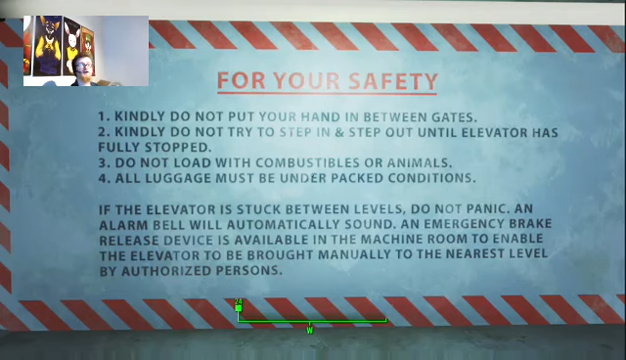 FOR YOUR SAFETY
1. KINDLY DO NOT PUT YOUR HAND IN BETWEEN GATES.
2. KINDLY DO NOT TRY TO STEP IN & STEP OUT UNTIL ELEVATOR HAS
FULLY STOPPED.
3. DO NOT LOAD WITH COMBUSTIBLES OR ANIMALS.
4. ALL LUGGAGE MUST BE UNDER PACKED CONDITIONS.
IF THE ELEVATOR IS STUCK BETWEEN LEVELS, DO NOT PANIC. AN
ALARM BELL WILL AUTOMATICALLY SOUND. AN EMERGENCY BRAKE
RELEASE DEVICE IS AVAILABLE IN THE MACHINE ROOM TO ENABLE
THE ELEVATOR TO BE BROUGHT MANUALLY TO THE NEAREST LEVEL
BY AUTHORIZED PERSONS.
W